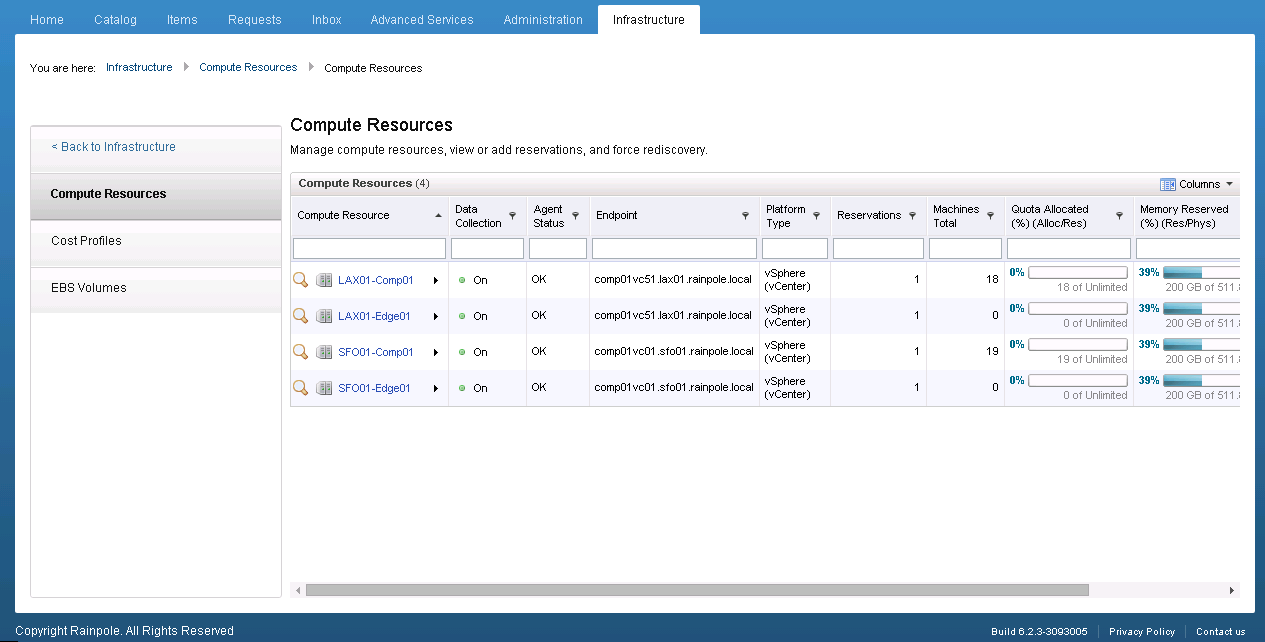 Home Catalog Items Requests Inbox Advanced Services Administration Infrastructure
You are here: Infrastructure Compute Resources Compute Resources
< Back to Infrastructure
Compute Resources
Cost Profiles
EBS Volumes
Compute Resources
Manage compute resources, view or add reservations, and force rediscovery.
Compute Resources (4) Columns
Compute Resource Data Collection Agent Status Endpoint Platform Type Reservations Machines Total Quota Allocated (%) (Alloc/Res) Memory Reserved (%) (Res/Phys)
LAX01-Comp01 On OK comp01vc51.lax01.rainpole.local vSphere (vCenter) 1 18 0% 39%
18 of Unlimited 200 GB of 511.
LAX01-Edge01 On OK comp01vc51.lax01.rainpole.local vSphere (vCenter) 1 0 0% 39%
0 of Unlimited 200 GB of 511.
SFO01-Comp01 On OK comp01vc01.sfo01.rainpole.local vSphere (vCenter) 1 19 0% 39%
19 of Unlimited 200 GB of 511.
SFO01-Edge01 On OK comp01vc01.sfo01.rainpole.local vSphere (vCenter) 1 0 0% 39%
0 of Unlimited 200 GB of 511.
Copyright Rainpole. All Rights Reserved Build 6.2.3-3093005 Privacy Policy Contact us